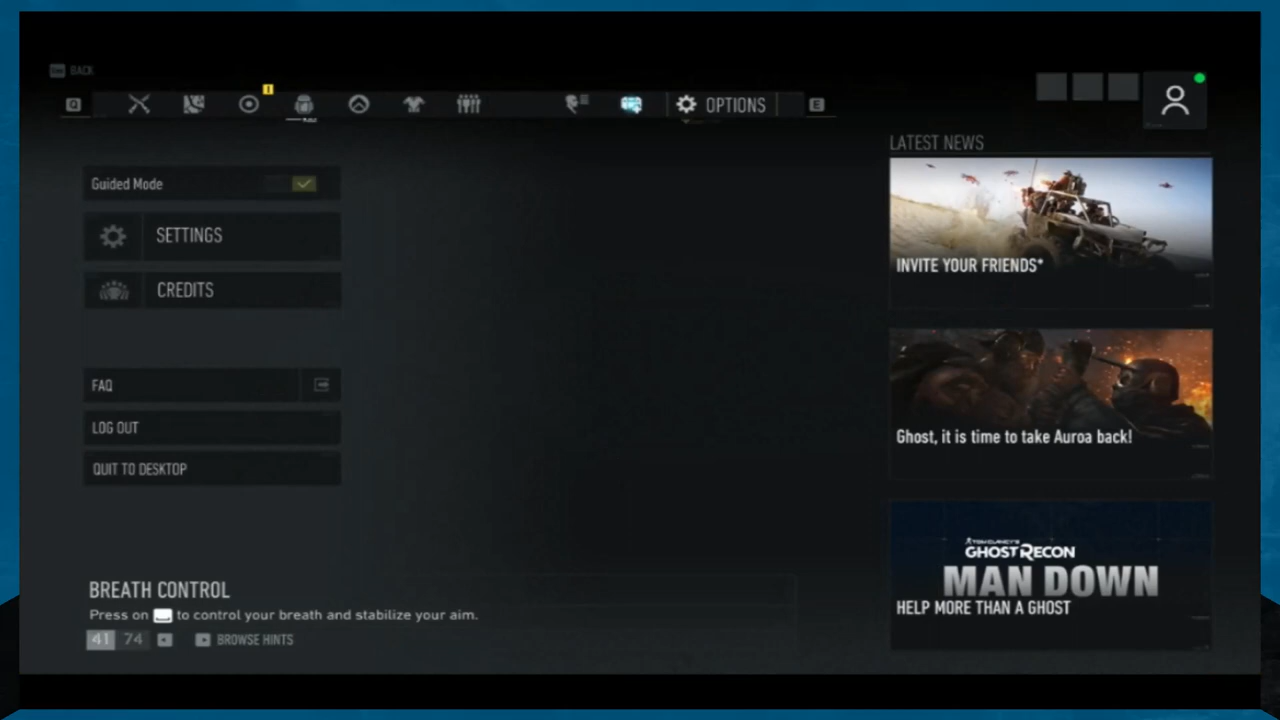 BACK
Q
OPTIONS
E
LATEST NEWS
Guided Mode
SETTINGS
CREDITS
INVITE YOUR FRIENDS*
FAQ
LOG OUT
QUIT TO DESKTOP
Ghost, it is time to take Auroa back!
TOM CLANCY'S
GHOST RECON
MAN DOWN
HELP MORE THAN A GHOST
BREATH CONTROL
Press on to control your breath and stabilize your aim.
41 74 BROWSE HINTS